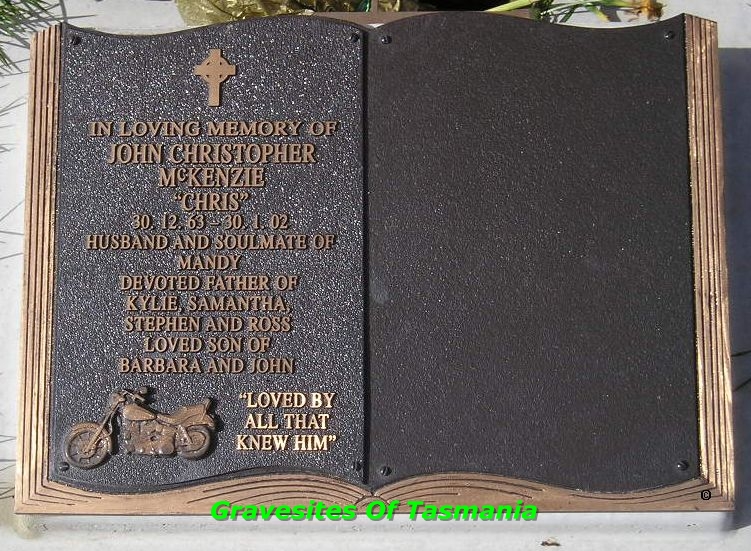 IN LOVING MEMORY OF
JOHN CHRISTOPHER
McKENZIE
"CHRIS"
30. 12. 63 – 30. 1. 02
HUSBAND AND SOULMATE OF
MANDY
DEVOTED FATHER OF
KYLIE, SAMANTHA,
STEPHEN AND ROSS
LOVED SON OF
BARBARA AND JOHN
"LOVED BY
ALL THAT
KNEW HIM"
Gravesites Of Tasmania